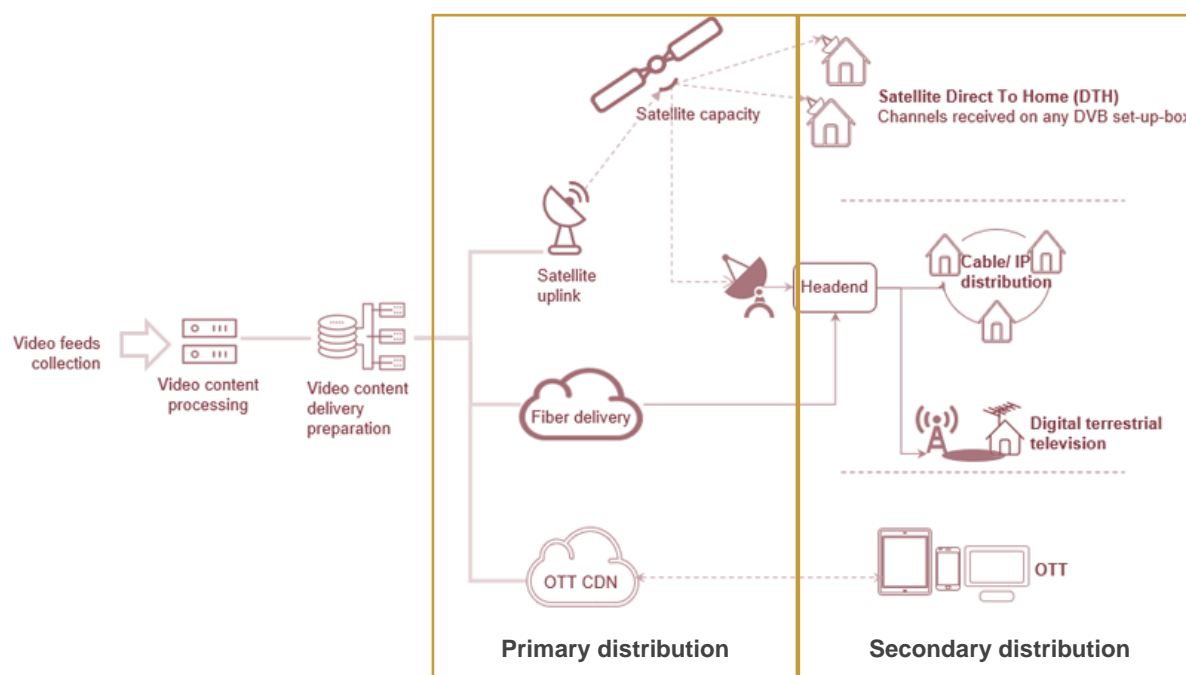 Satellite capacity
Satellite Direct To Home (DTH)
Channels received on any DVB set-up-box
Satellite
uplink
Headend
Cable/ IP
distribution
Video feeds
collection
Video content
processing
Video content
delivery
preparation
Fiber delivery
Digital terrestrial
television
OTT CDN
OTT
Primary distribution
Secondary distribution